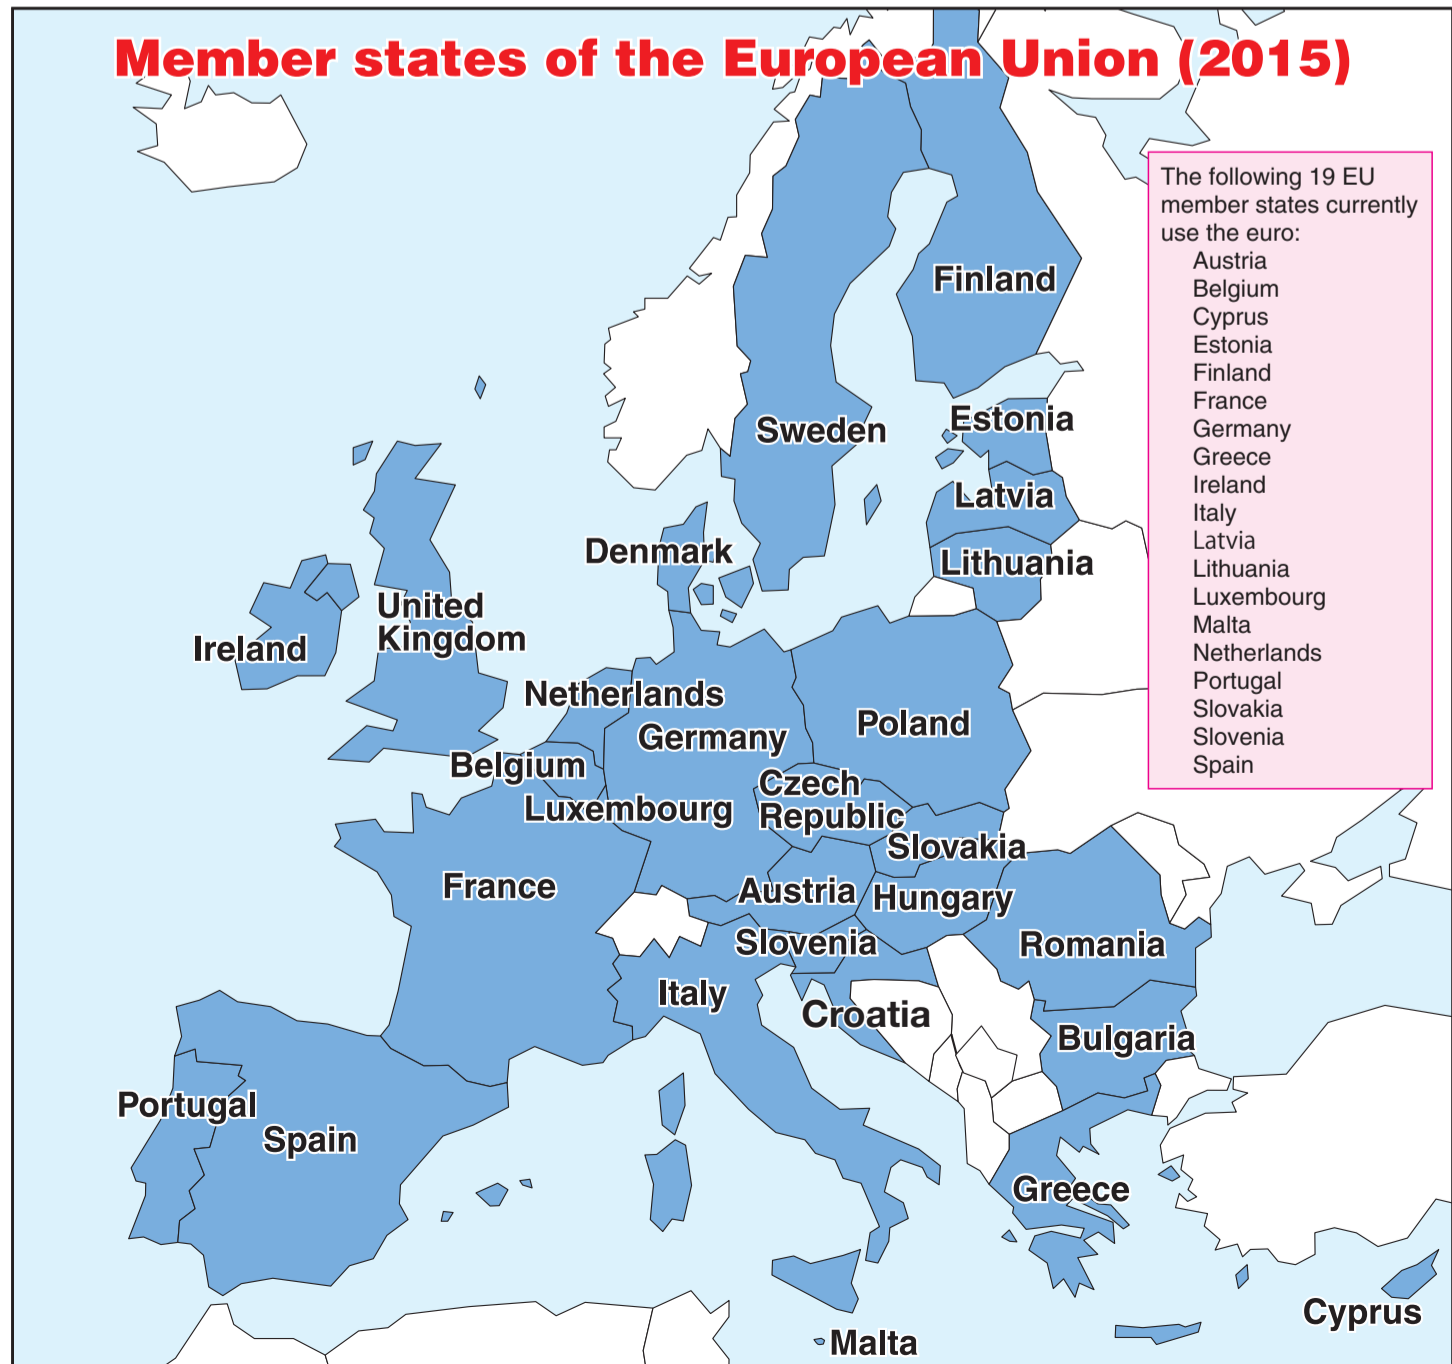 Member states of the European Union (2015)
The following 19 EU
member states currently
use the euro:
Austria
Belgium
Cyprus
Estonia
Finland
France
Germany
Greece
Ireland
Italy
Latvia
Lithuania
Luxembourg
Malta
Netherlands
Portugal
Slovakia
Slovenia
Spain
Finland
Sweden
Estonia
Latvia
Denmark
Lithuania
United
Kingdom
Ireland
Netherlands
Poland
Germany
Belgium
Czech
Republic
Luxembourg
Slovakia
France
Austria
Hungary
Slovenia
Romania
Italy
Croatia
Bulgaria
Portugal
Spain
Greece
Cyprus
Malta